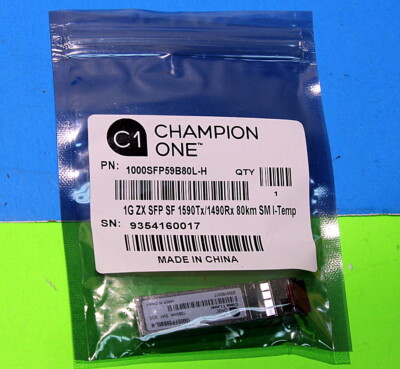 C1 CHAMPION
ONE™
PN: 1000SFP59B80L-H QTY
1
1G ZX SFP SF 1590Tx/1490Rx 80km SM I-Temp
SN: 9354160017
MADE IN CHINA
1000SFP59B80L-H